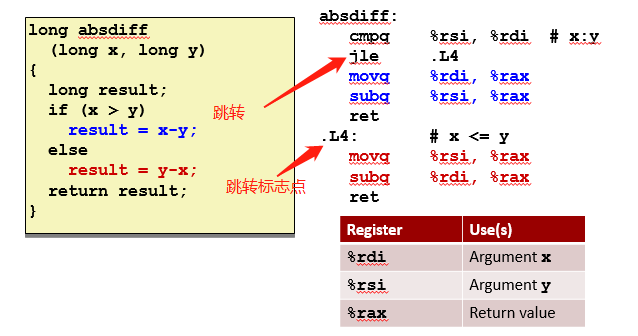 long absdiff
(long x, long y)
{
long result;
if (x > y)
result = x-y;
else
result = y-x;
return result;
}
跳转
跳转标志点
absdiff:
cmpq %rsi, %rdi # x:y
jle .L4
movq %rdi, %rax
subq %rsi, %rax
ret
.L4: # x <= y
movq %rsi, %rax
subq %rdi, %rax
ret
Register Use(s)
%rdi Argument x
%rsi Argument y
%rax Return value